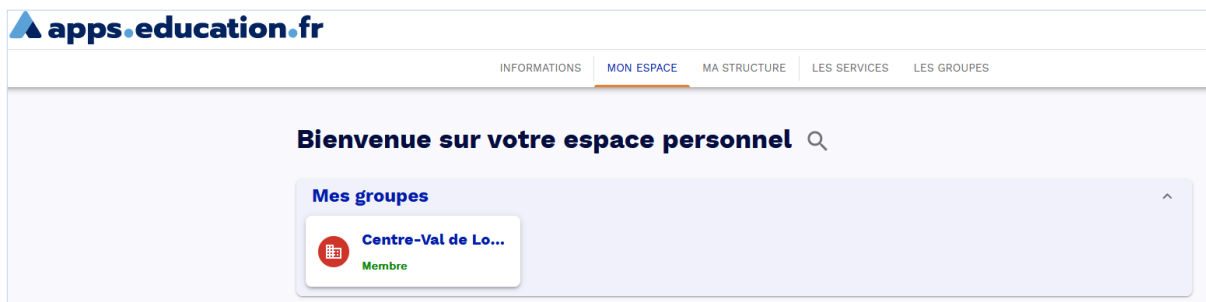 apps.education.fr
INFORMATIONS MON ESPACE MA STRUCTURE LES SERVICES LES GROUPES
Bienvenue sur votre espace personnel
Mes groupes
Centre-Val de Lo...
Membre